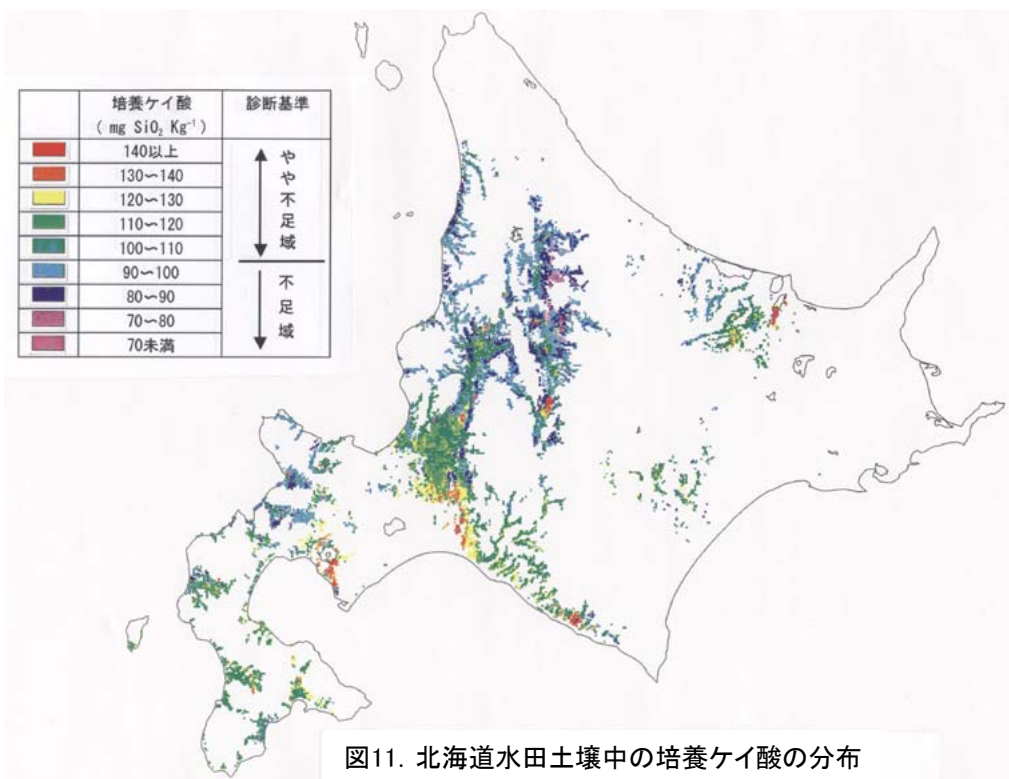 培養ケイ酸 診断基準
( mg SiO₂ Kg⁻¹)
140以上
130〜140
120〜130
110〜120
100〜110
90〜100
80〜90
70〜80
70未満
やや不足域
不足域
図11. 北海道水田土壌中の培養ケイ酸の分布